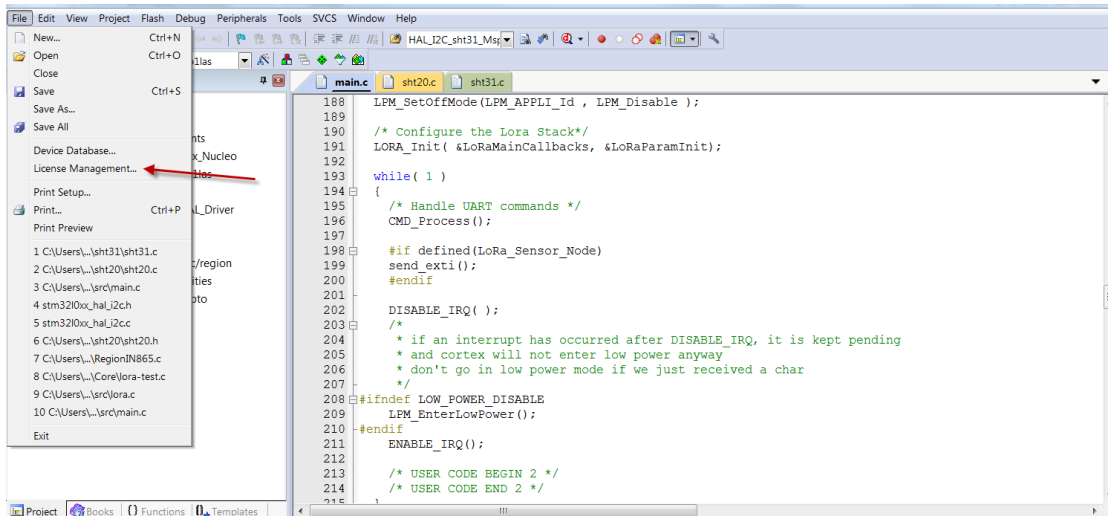 File Edit View Project Flash Debug Peripherals Tools SVCS Window Help
New... Ctrl+N
HAL_I2C_sht31_Msp
Open Ctrl+O
1las
Close
main.c sht20.c sht31.c
Save Ctrl+S
Save As...
Save All
Device Database...
License Management...
Print Setup...
Print... Ctrl+P
Print Preview
1 C:\Users\...\sht31\sht31.c
2 C:\Users\...\sht20\sht20.c
3 C:\Users\...\src\main.c
4 stm32l0xx_hal_i2c.h
5 stm32l0xx_hal_i2c.c
6 C:\Users\...\sht20\sht20.h
7 C:\Users\...\RegionIN865.c
8 C:\Users\...\Core\lora-test.c
9 C:\Users\...\src\lora.c
10 C:\Users\...\src\main.c
Exit
nts
x_Nucleo
1las
AL_Driver
c/region
ities
pto
188 LPM_SetOffMode(LPM_APPLI_Id , LPM_Disable );
189
190 /* Configure the Lora Stack*/
191 LORA_Init( &LoRaMainCallbacks, &LoRaParamInit);
192
193 while( 1 )
194 {
195 /* Handle UART commands */
196 CMD_Process();
197
198 #if defined(LoRa_Sensor_Node)
199 send_exti();
200 #endif
201
202 DISABLE_IRQ( );
203 /*
204 * if an interrupt has occurred after DISABLE_IRQ, it is kept pending
205 * and cortex will not enter low power anyway
206 * don't go in low power mode if we just received a char
207 */
208 #ifndef LOW_POWER_DISABLE
209 LPM_EnterLowPower();
210 #endif
211 ENABLE_IRQ();
212
213 /* USER CODE BEGIN 2 */
214 /* USER CODE END 2 */
215 }
Project Books {} Functions Templates